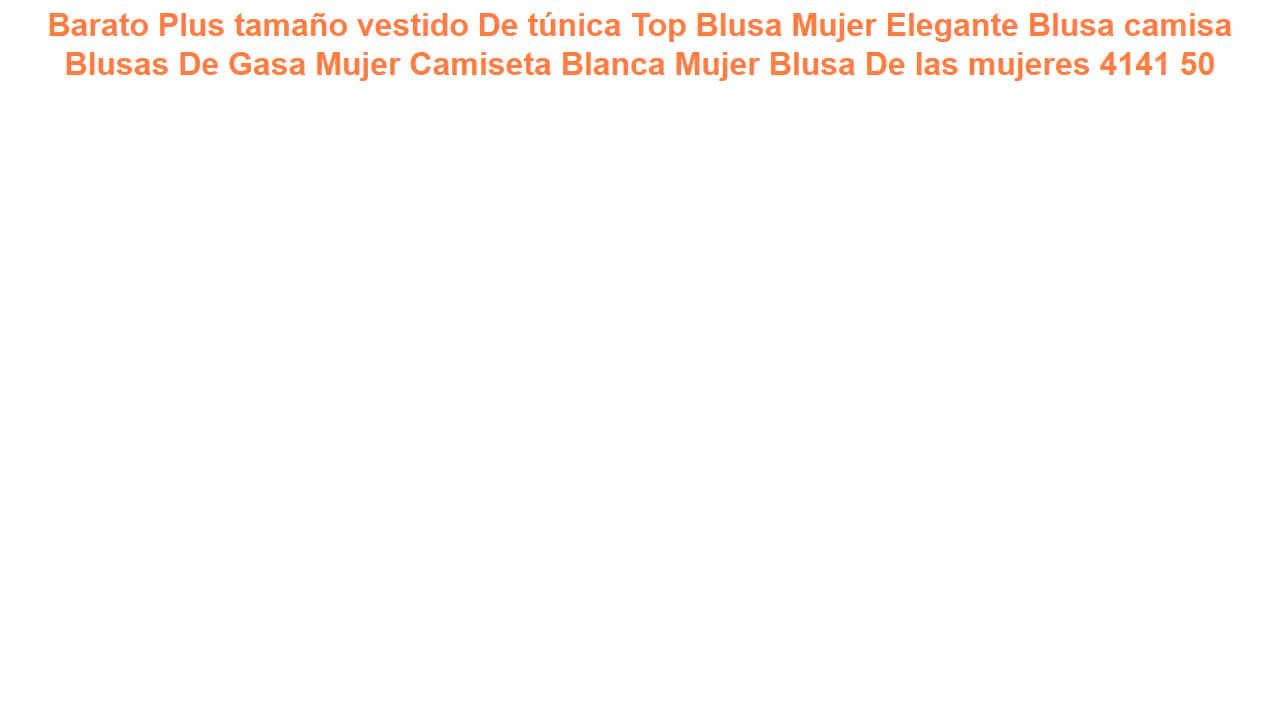 Barato Plus tamaño vestido De túnica Top Blusa Mujer Elegante Blusa camisa
Blusas De Gasa Mujer Camiseta Blanca Mujer Blusa De las mujeres 4141 50